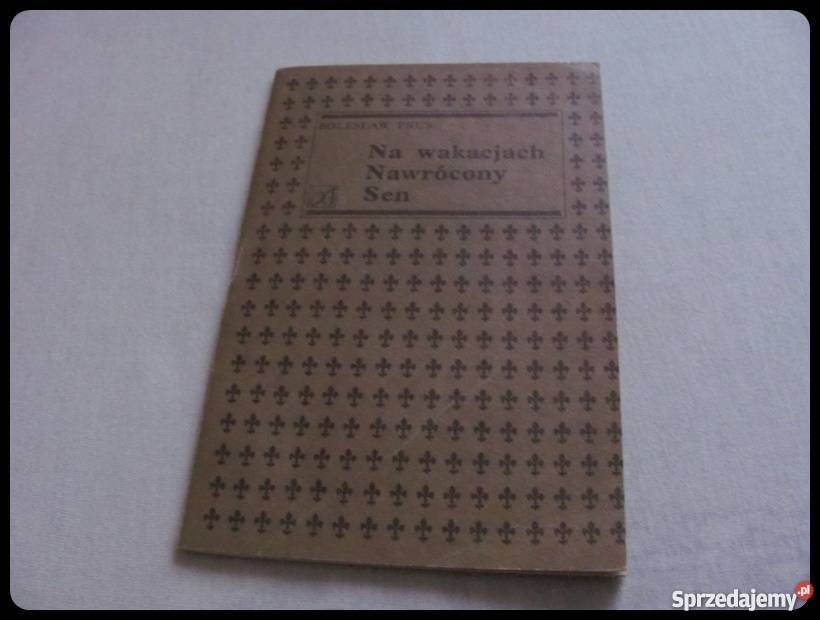 BOLESŁAW PRUS
Na wakacjach
Nawrócony
Sen
Sprzedajemy.pl